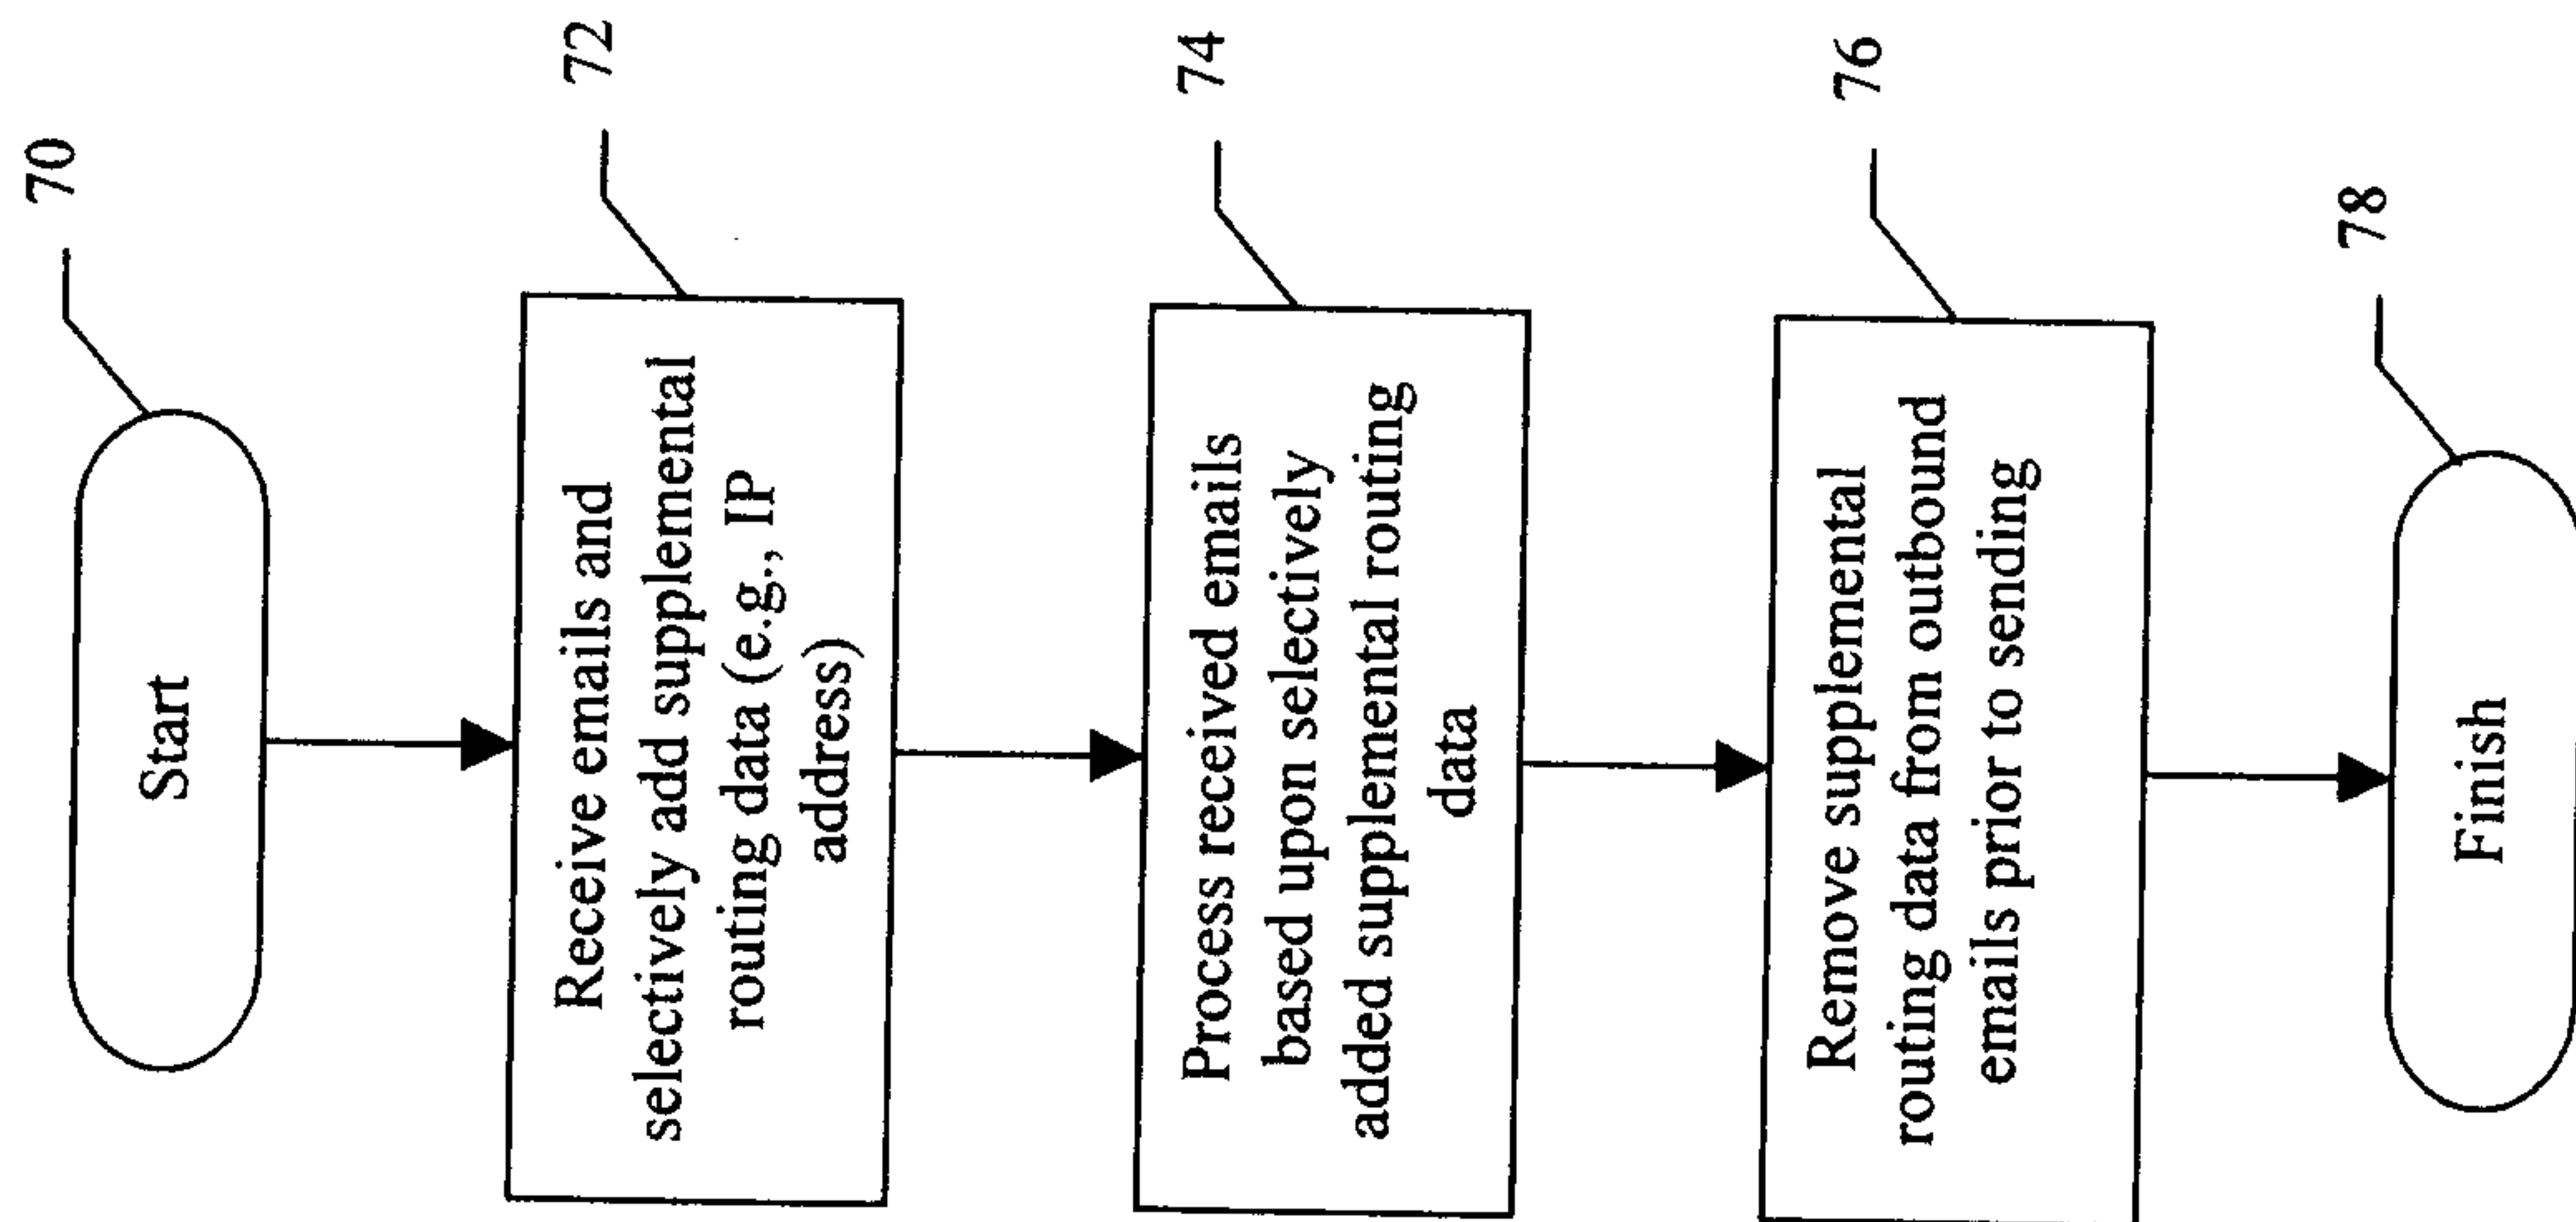 70
Start
72
Receive emails and
selectively add supplemental
routing data (e.g., IP
address)
74
Process received emails
based upon selectively
added supplemental routing
data
76
Remove supplemental
routing data from outbound
emails prior to sending
78
Finish